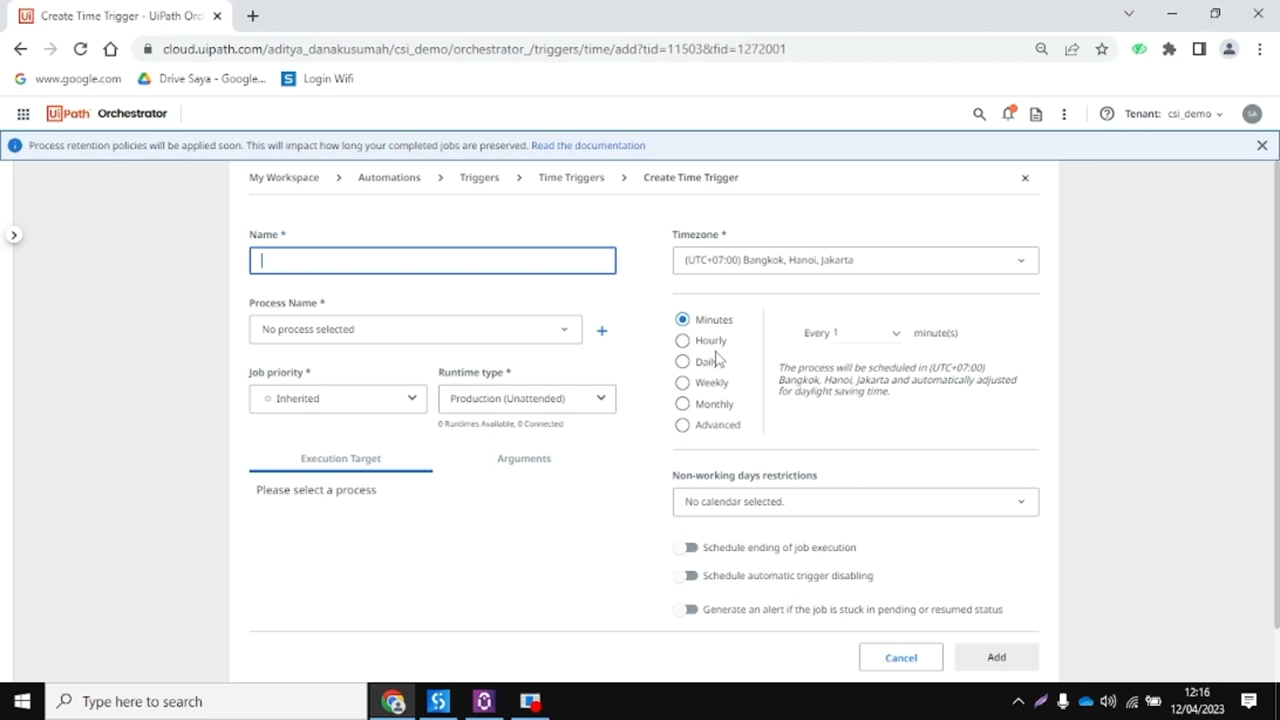 Create Time Trigger - UiPath Orc
cloud.uipath.com/aditya_danakusumah/csi_demo/orchestrator_/triggers/time/add?tid=11503&fid=1272001
www.google.com
Drive Saya - Google...
S
Login Wifi
UiPath Orchestrator
Tenant: csi_demo
SA
Process retention policies will be applied soon. This will impact how long your completed jobs are preserved. Read the documentation
My Workspace > Automations > Triggers > Time Triggers > Create Time Trigger
Name *
Timezone *
(UTC+07:00) Bangkok, Hanoi, Jakarta
Process Name *
No process selected
Minutes
Hourly
Daily
Weekly
Monthly
Advanced
Every 1 minute(s)
The process will be scheduled in (UTC+07:00)
Bangkok, Hanoi, Jakarta and automatically adjusted
for daylight saving time.
Job priority *
Runtime type *
Inherited
Production (Unattended)
0 Runtimes Available, 0 Connected
Execution Target
Arguments
Please select a process
Non-working days restrictions
No calendar selected.
Schedule ending of job execution
Schedule automatic trigger disabling
Generate an alert if the job is stuck in pending or resumed status
Cancel
Add
Type here to search
12:16
12/04/2023